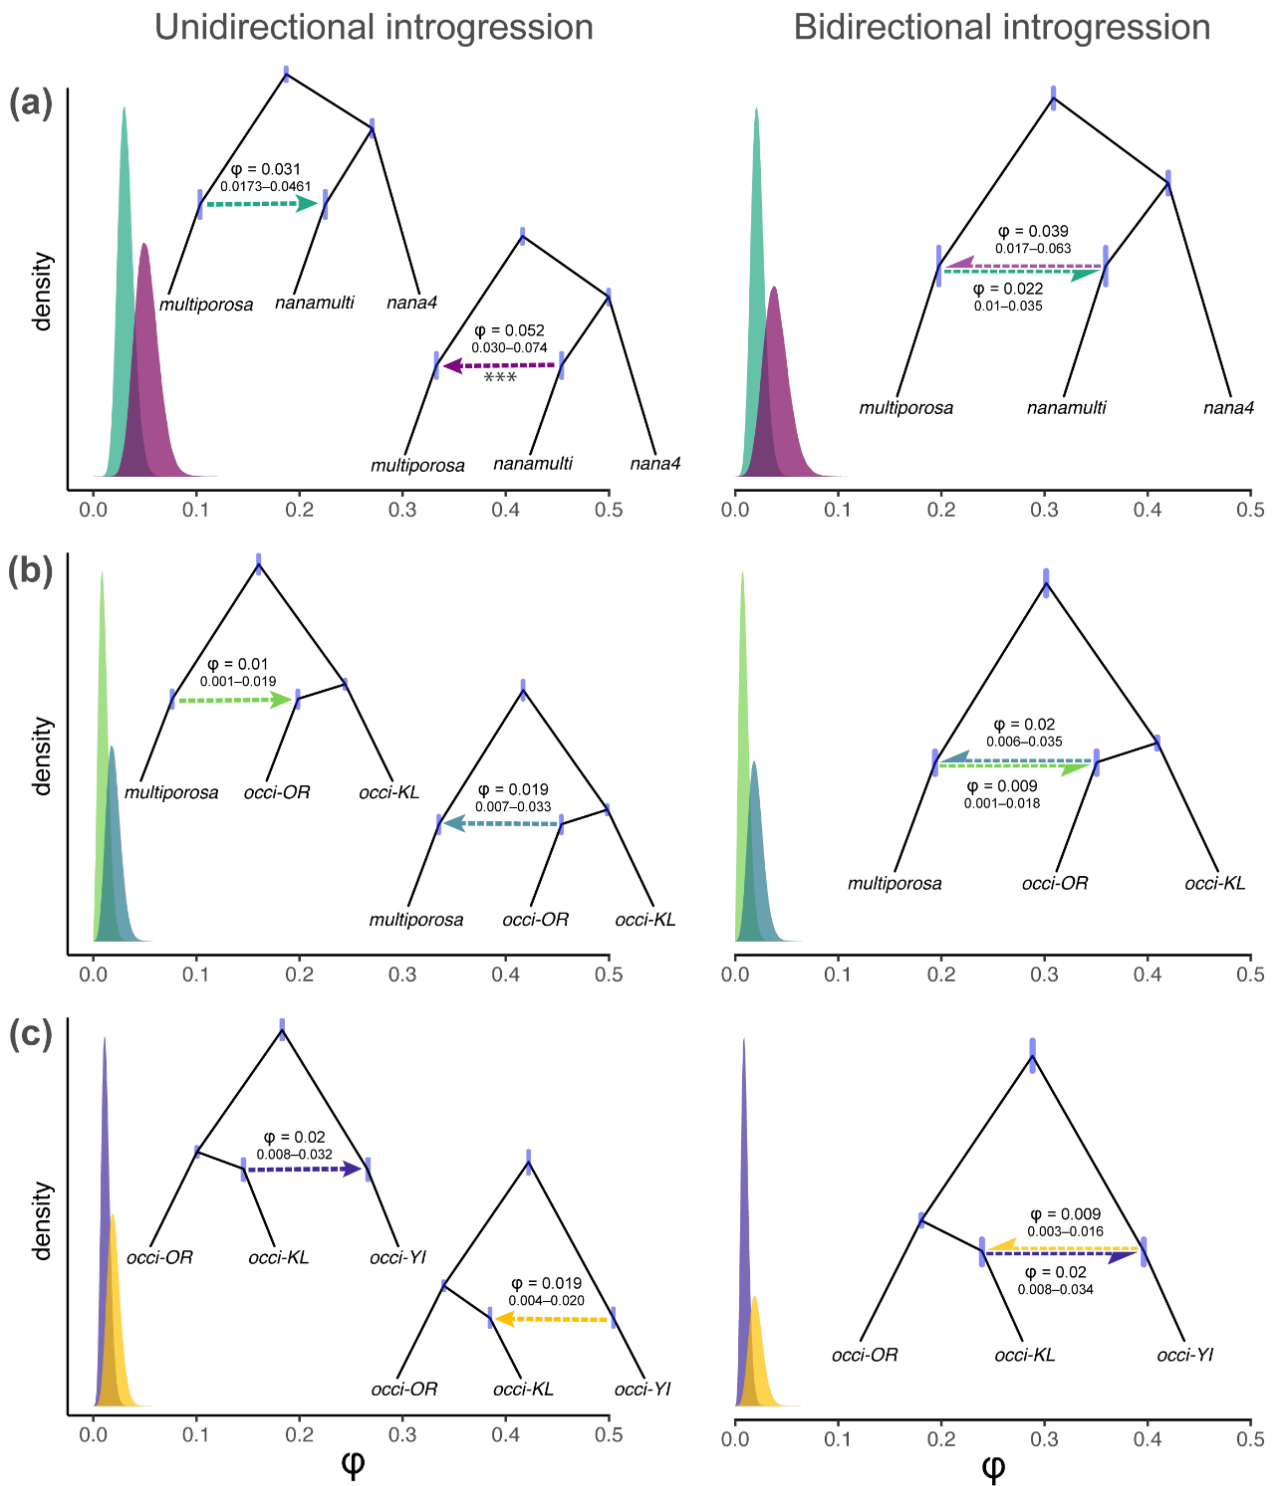 Unidirectional introgression
Bidirectional introgression
(a)
density
φ = 0.031
0.0173–0.0461
multiporosa
nanamulti
nana4
φ = 0.052
0.030–0.074
***
multiporosa
nanamulti
nana4
0.0 0.1 0.2 0.3 0.4 0.5
φ = 0.039
0.017–0.063
φ = 0.022
0.01–0.035
multiporosa
nanamulti
nana4
0.0 0.1 0.2 0.3 0.4 0.5
(b)
density
φ = 0.01
0.001–0.019
multiporosa
occi-OR
occi-KL
φ = 0.019
0.007–0.033
multiporosa
occi-OR
occi-KL
0.0 0.1 0.2 0.3 0.4 0.5
φ = 0.02
0.006–0.035
φ = 0.009
0.001–0.018
multiporosa
occi-OR
occi-KL
0.0 0.1 0.2 0.3 0.4 0.5
(c)
density
φ = 0.02
0.008–0.032
occi-OR
occi-KL
occi-YI
φ = 0.019
0.004–0.020
occi-OR
occi-KL
occi-YI
0.0 0.1 0.2 0.3 0.4 0.5
φ
φ = 0.009
0.003–0.016
φ = 0.02
0.008–0.034
occi-OR
occi-KL
occi-YI
0.0 0.1 0.2 0.3 0.4 0.5
φ